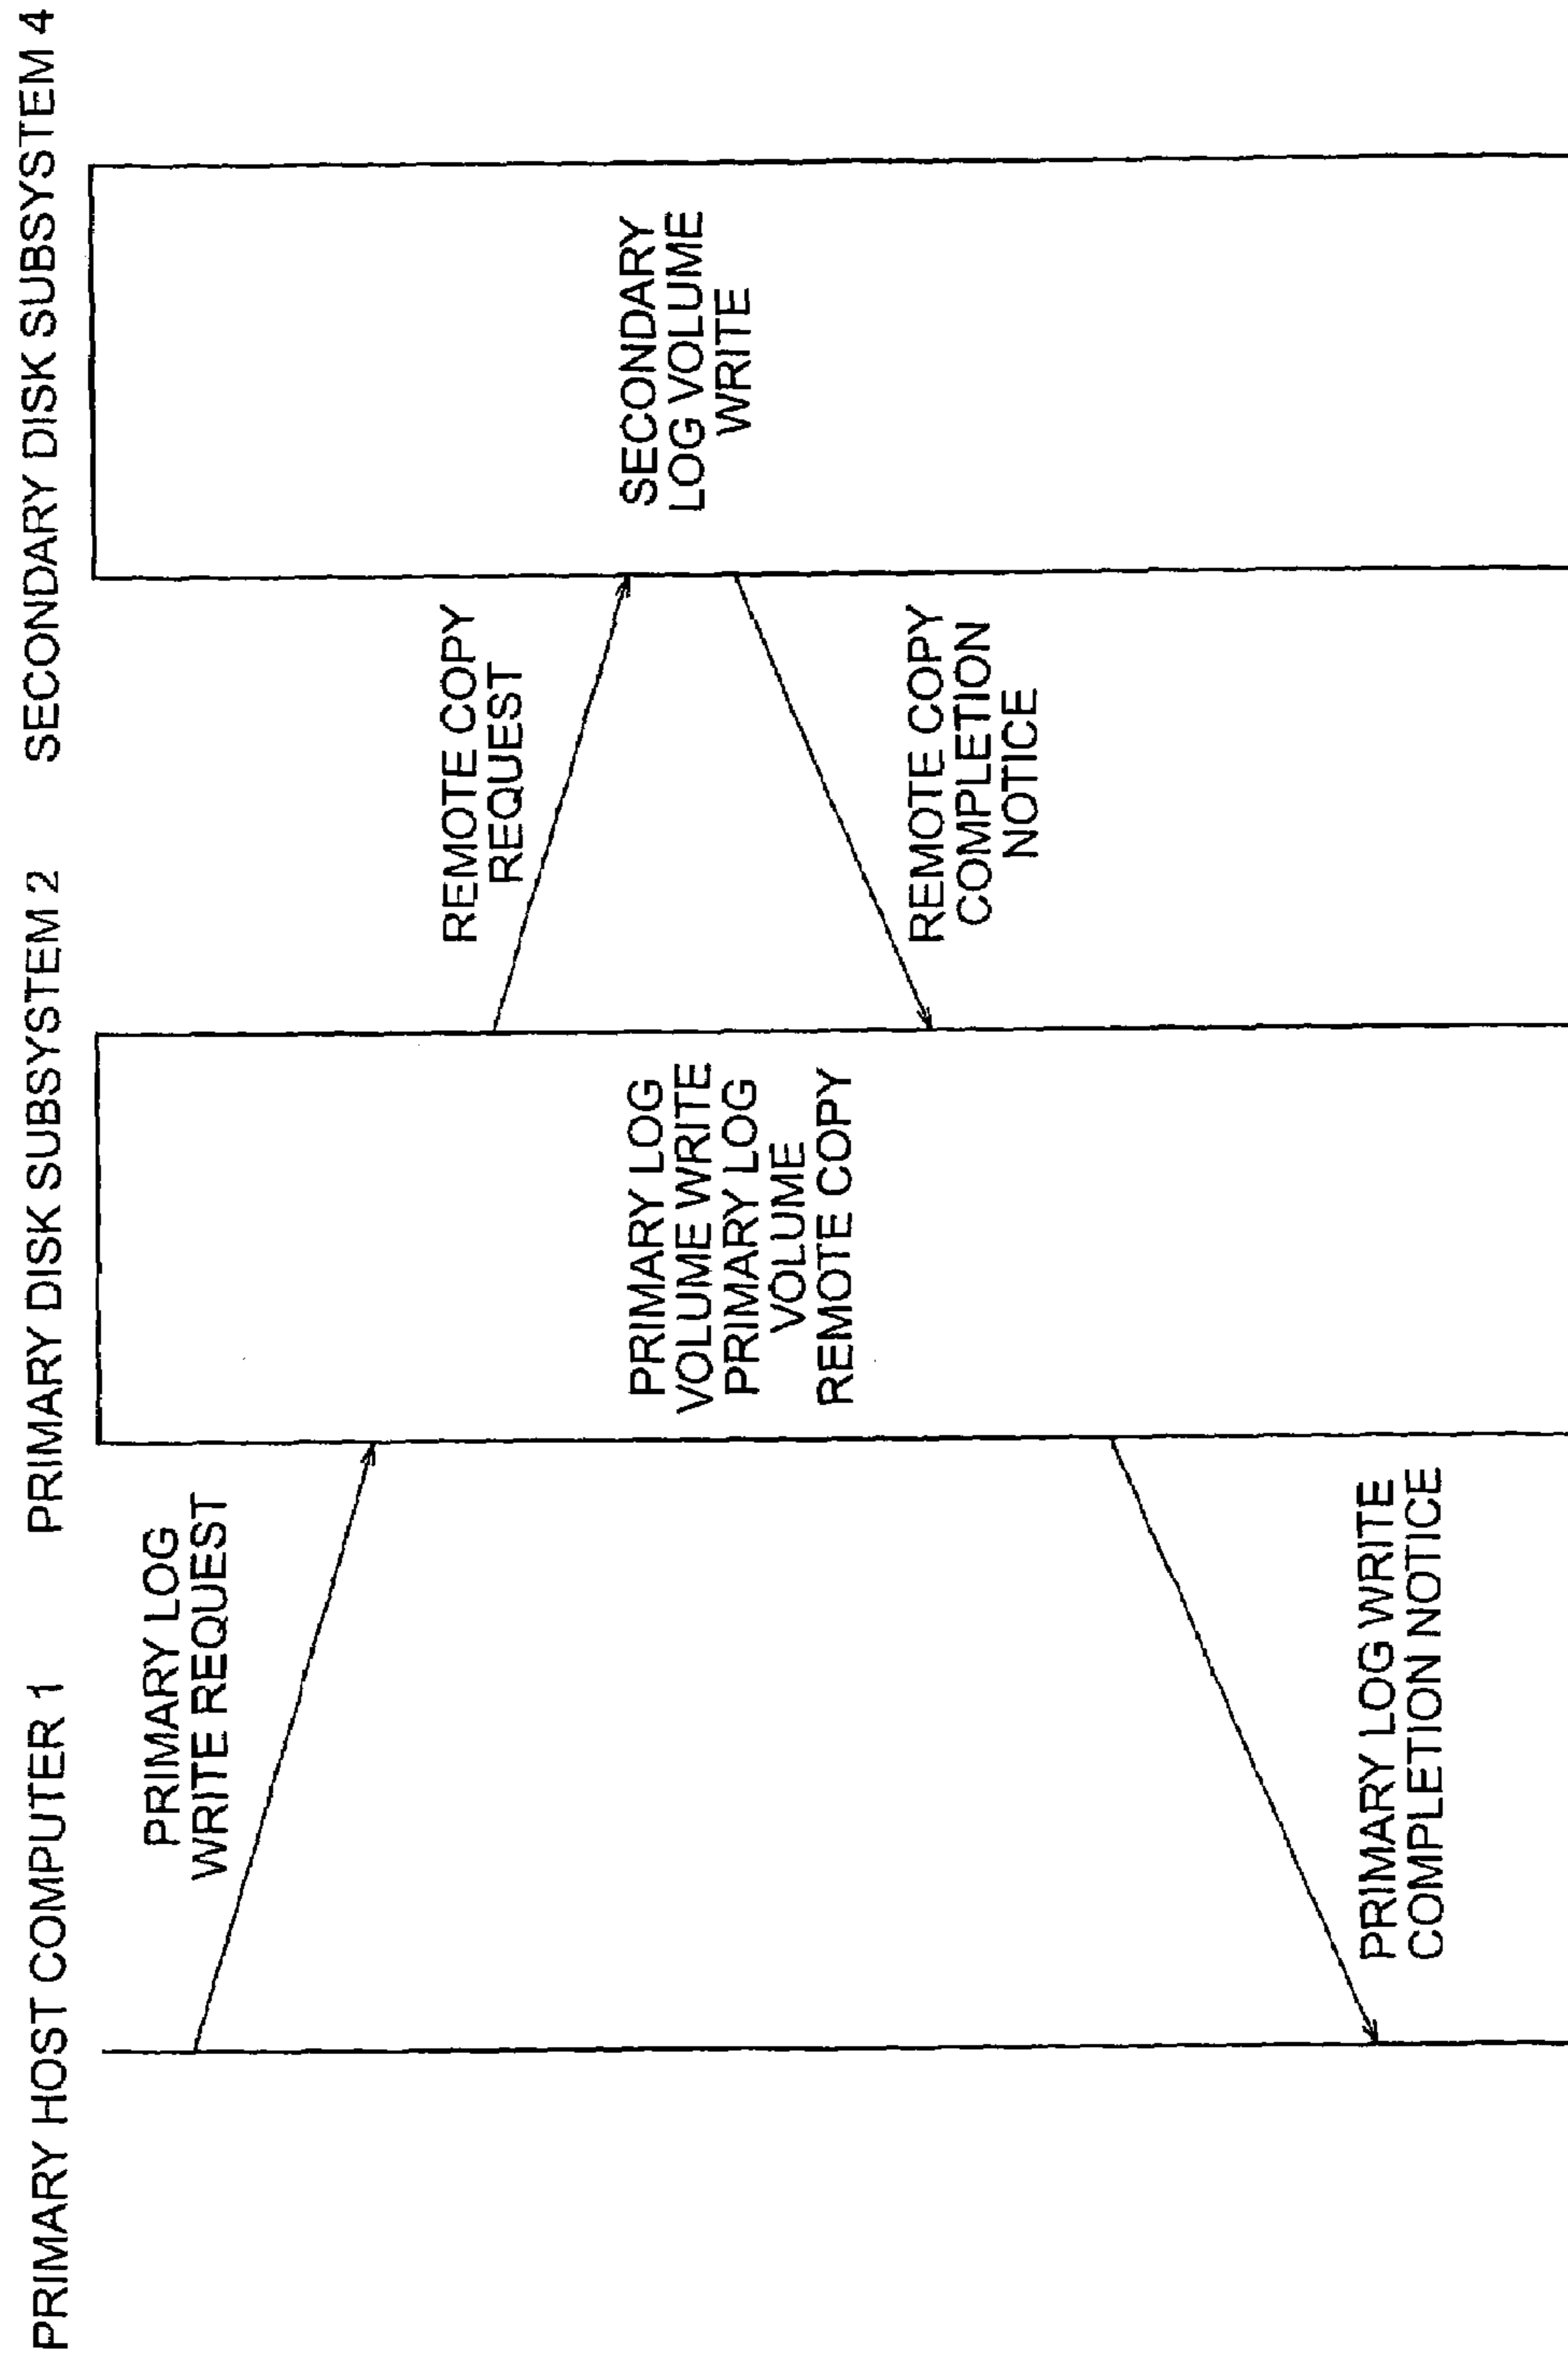 PRIMARY HOST COMPUTER 1
PRIMARY DISK SUBSYSTEM 2
SECONDARY DISK SUBSYSTEM 4
PRIMARY LOG
WRITE REQUEST
REMOTE COPY
REQUEST
PRIMARY LOG
VOLUME WRITE
PRIMARY LOG
VOLUME
REMOTE COPY
SECONDARY
LOG VOLUME
WRITE
REMOTE COPY
COMPLETION
NOTICE
PRIMARY LOG WRITE
COMPLETION NOTICE